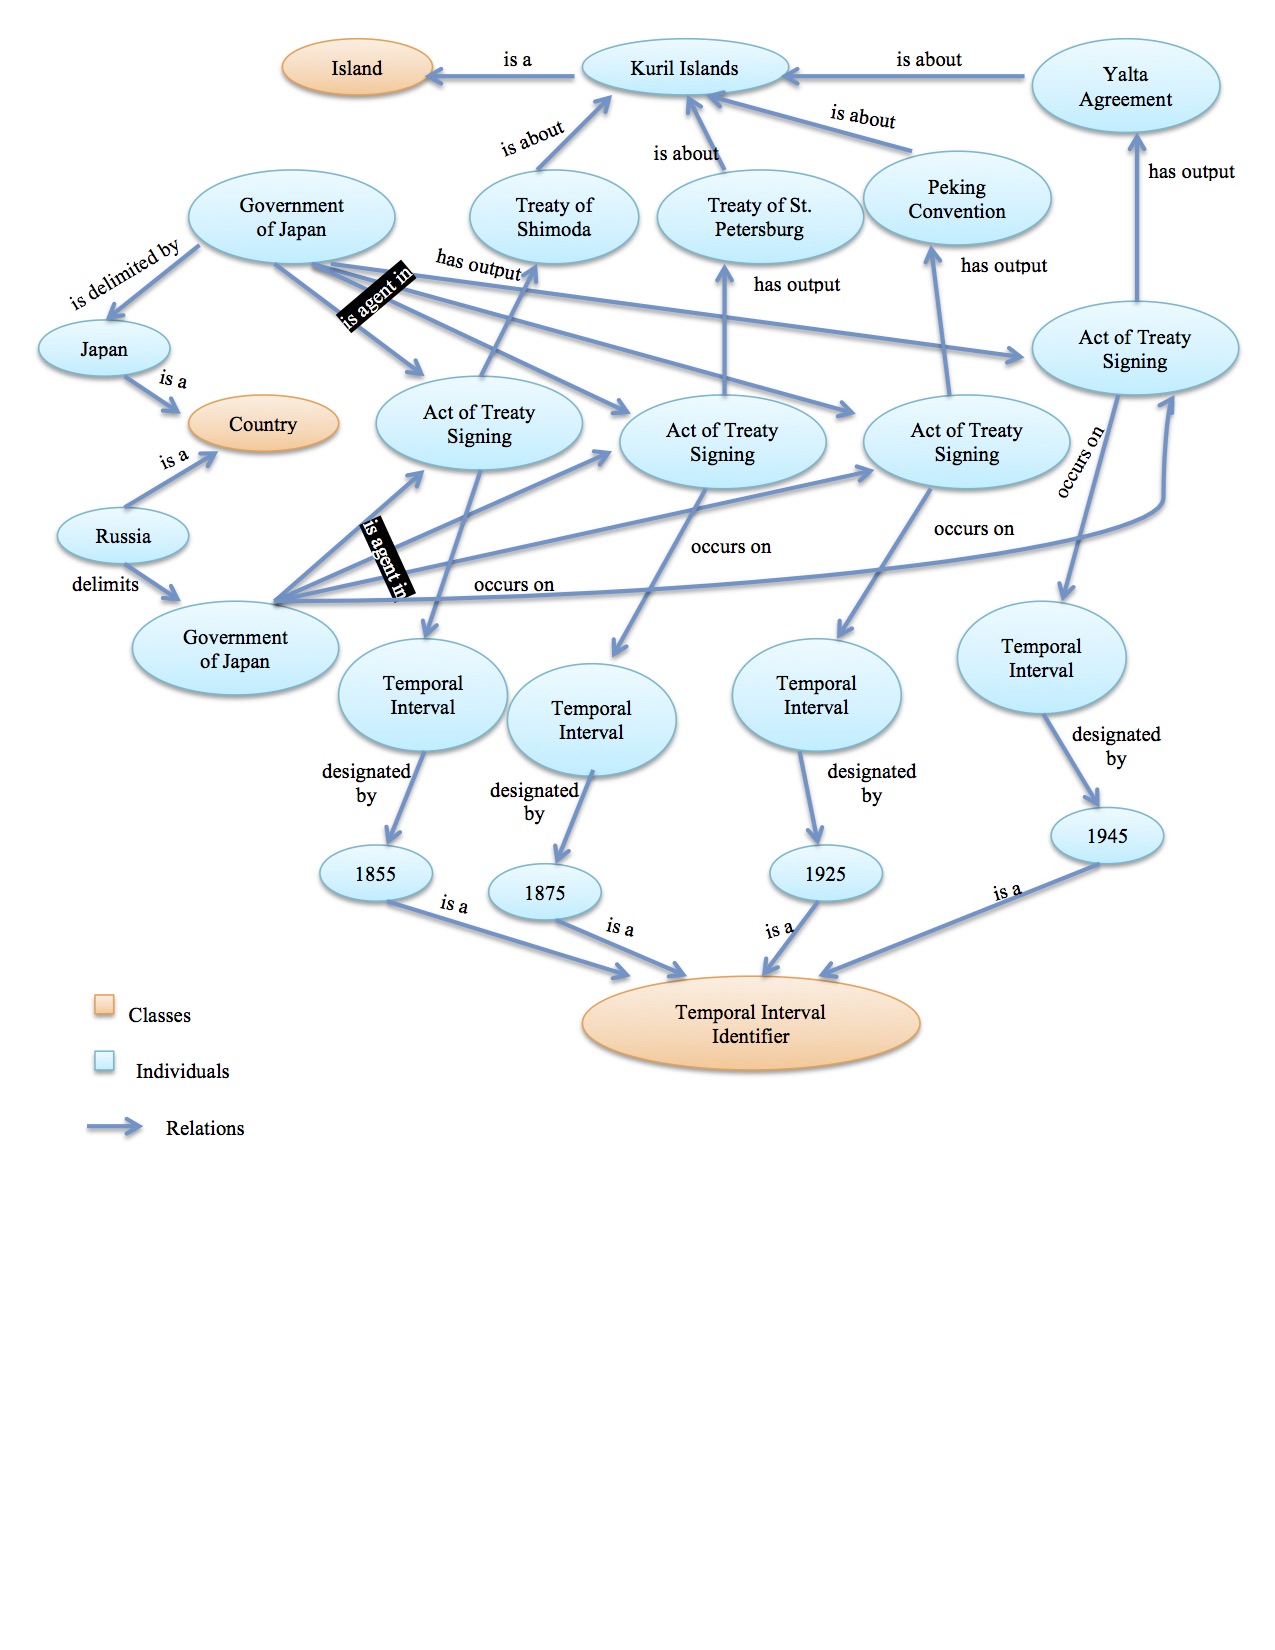 Island
is a
Kuril Islands
is about
Yalta
Agreement
is about
is about
is about
has output
Government
of Japan
Treaty of
Shimoda
Treaty of St.
Petersburg
Peking
Convention
is delimited by
is agent in
has output
has output
has output
Japan
Act of Treaty
Signing
is a
Country
Act of Treaty
Signing
Act of Treaty
Signing
Act of Treaty
Signing
is a
occurs on
Russia
is agent in
occurs on
occurs on
delimits
occurs on
Government
of Japan
Temporal
Interval
Temporal
Interval
Temporal
Interval
Temporal
Interval
designated
by
designated
by
designated
by
designated
by
1855
1875
1925
1945
is a
is a
is a
is a
Temporal Interval
Identifier
Classes
Individuals
Relations